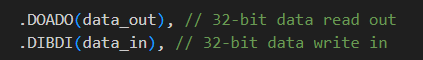 .DOADO(data_out), // 32-bit data read out
.DIBDI(data_in), // 32-bit data write in